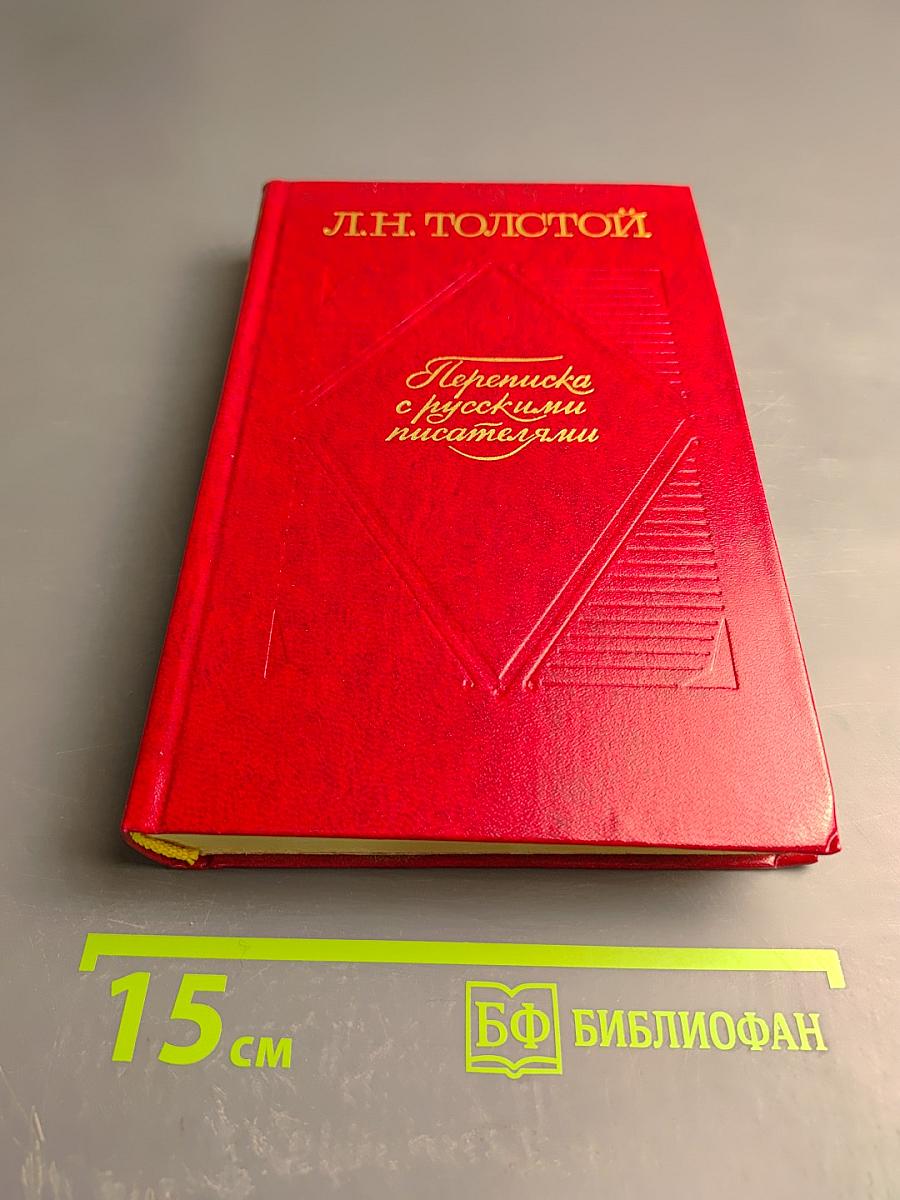 Л.Н. ТОЛСТОЙ
Переписка
с русскими
писателями
15 см
БФ БИБЛИОФАН